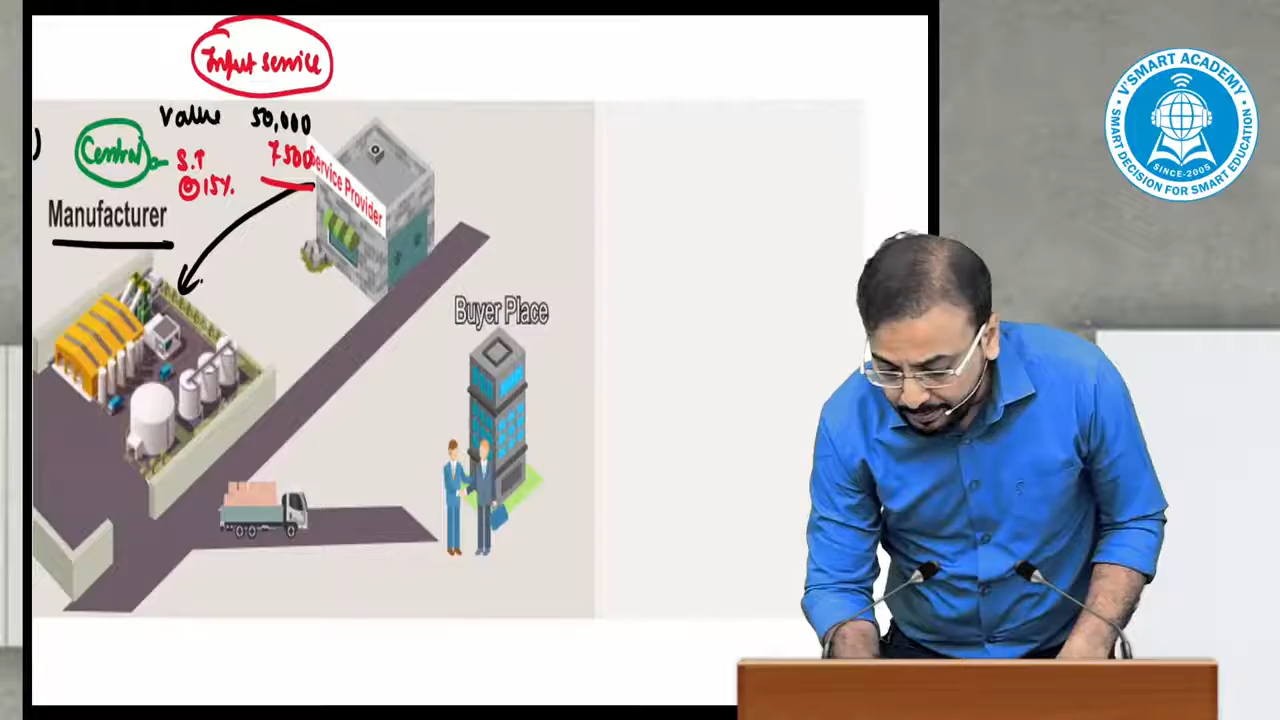 Input service
Value 50,000
Central S.T 7500
@ 15%
Service Provider
Manufacturer
Buyer Place
V'SMART ACADEMY
SINCE-2005
SMART DECISION FOR SMART EDUCATION